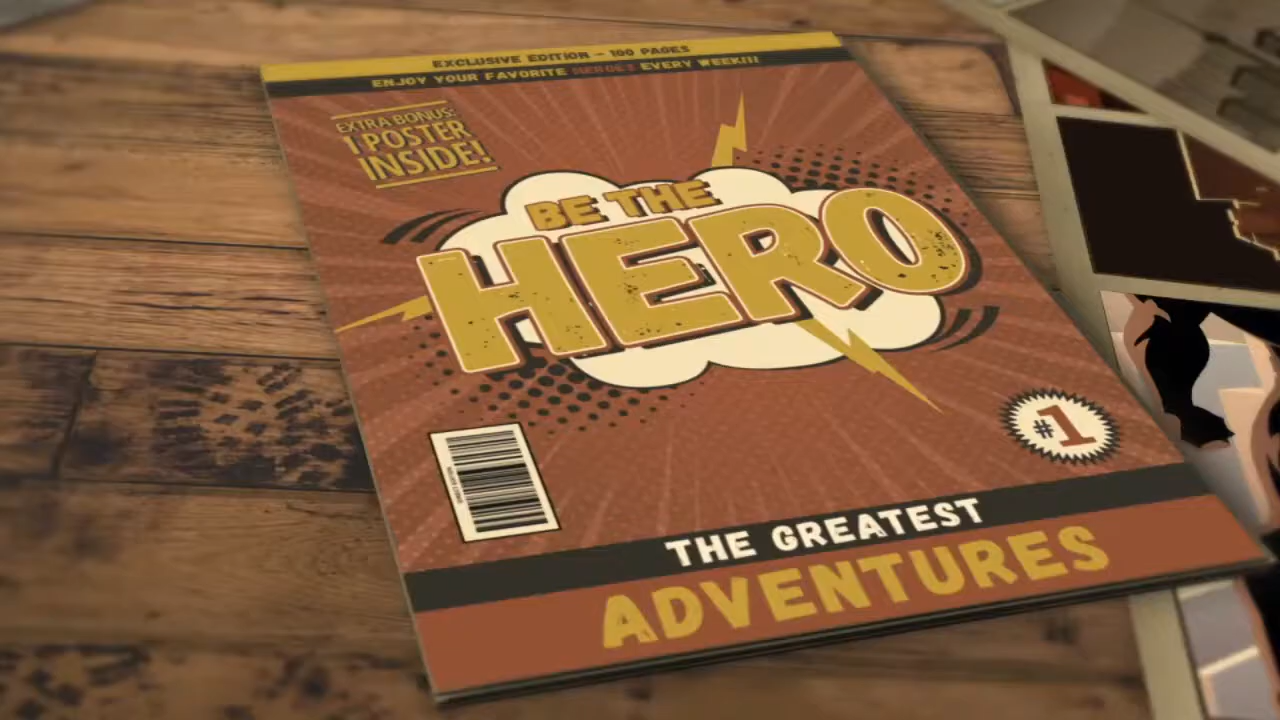 EXCLUSIVE EDITION – 100 PAGES
ENJOY YOUR FAVORITE HEROES EVERY WEEK!!!
EXTRA BONUS:
1 POSTER
INSIDE!
BE THE
HERO
#1
THE GREATEST
ADVENTURES